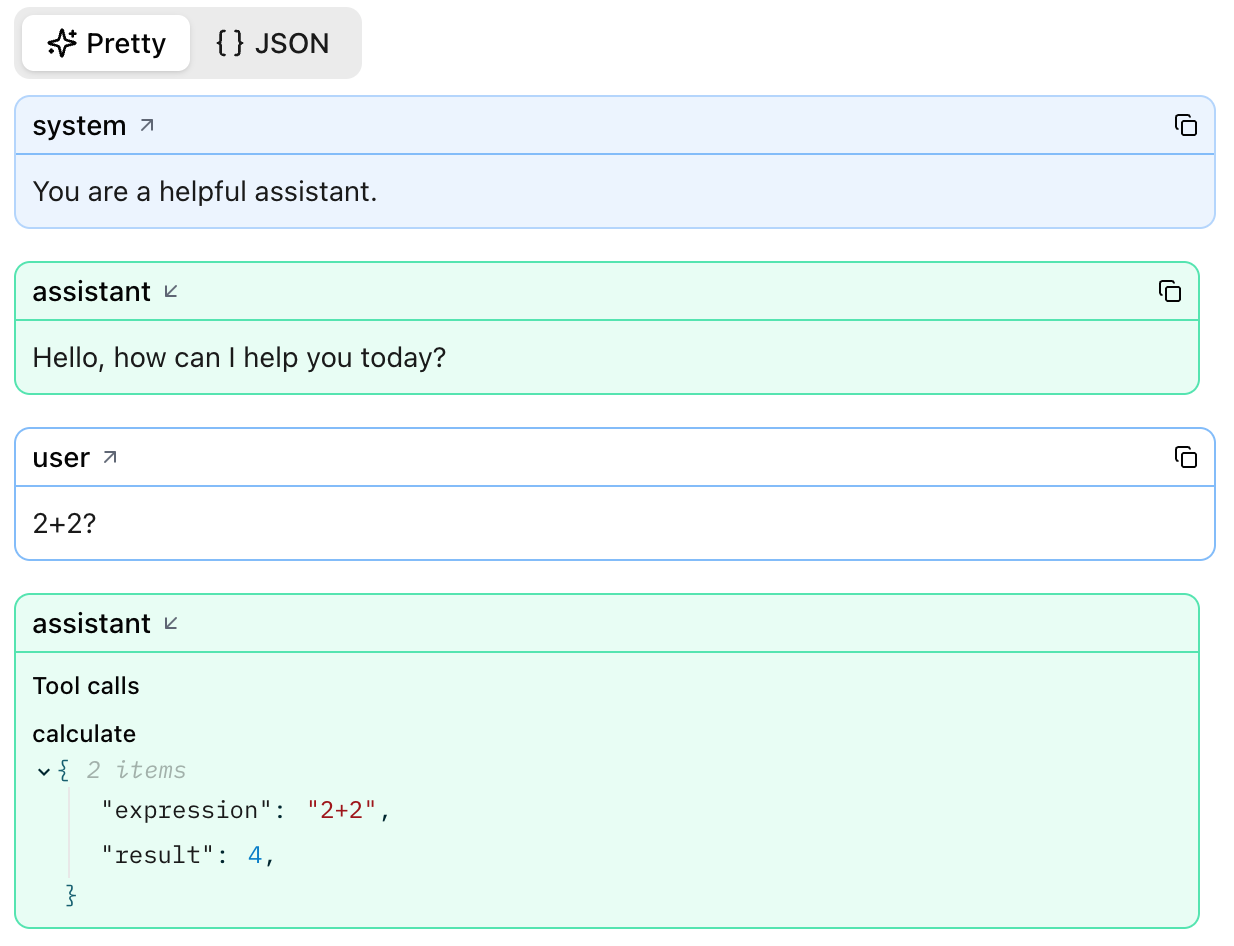 Pretty {} JSON
system
You are a helpful assistant.
assistant
Hello, how can I help you today?
user
2+2?
assistant
Tool calls
calculate
{ 2 items
"expression": "2+2",
"result": 4,
}